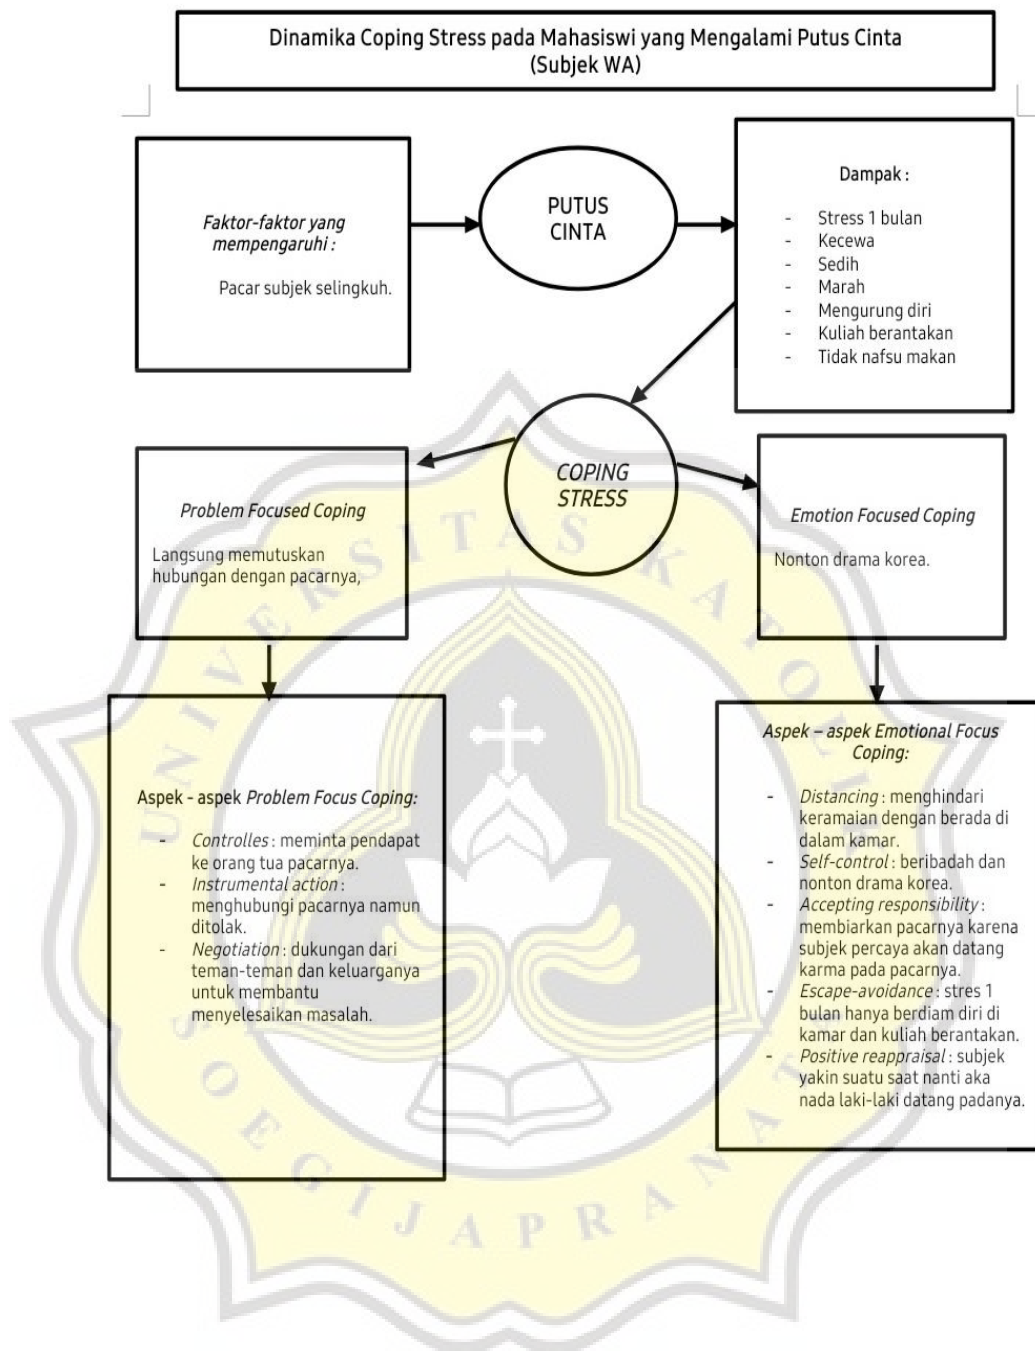 Dinamika Coping Stress pada Mahasiswi yang Mengalami Putus Cinta
(Subjek WA)
Faktor-faktor yang
mempengaruhi :
Pacar subjek selingkuh.
PUTUS
CINTA
Dampak :
- Stress 1 bulan
- Kecewa
- Sedih
- Marah
- Mengurung diri
- Kuliah berantakan
- Tidak nafsu makan
COPING
STRESS
Problem Focused Coping
Langsung memutuskan
hubungan dengan pacarnya,
Emotion Focused Coping
Nonton drama korea.
Aspek - aspek Problem Focus Coping:
- Controlles : meminta pendapat
ke orang tua pacarnya.
- Instrumental action :
menghubungi pacarnya namun
ditolak.
- Negotiation : dukungan dari
teman-teman dan keluarganya
untuk membantu
menyelesaikan masalah.
Aspek – aspek Emotional Focus
Coping:
- Distancing : menghindari
keramaian dengan berada di
dalam kamar.
- Self-control : beribadah dan
nonton drama korea.
- Accepting responsibility :
membiarkan pacarnya karena
subjek percaya akan datang
karma pada pacarnya.
- Escape-avoidance : stres 1
bulan hanya berdiam diri di
kamar dan kuliah berantakan.
- Positive reappraisal : subjek
yakin suatu saat nanti aka
nada laki-laki datang padanya.
UNIVERSITAS KATOLIK
SOEGIJAPRANATA